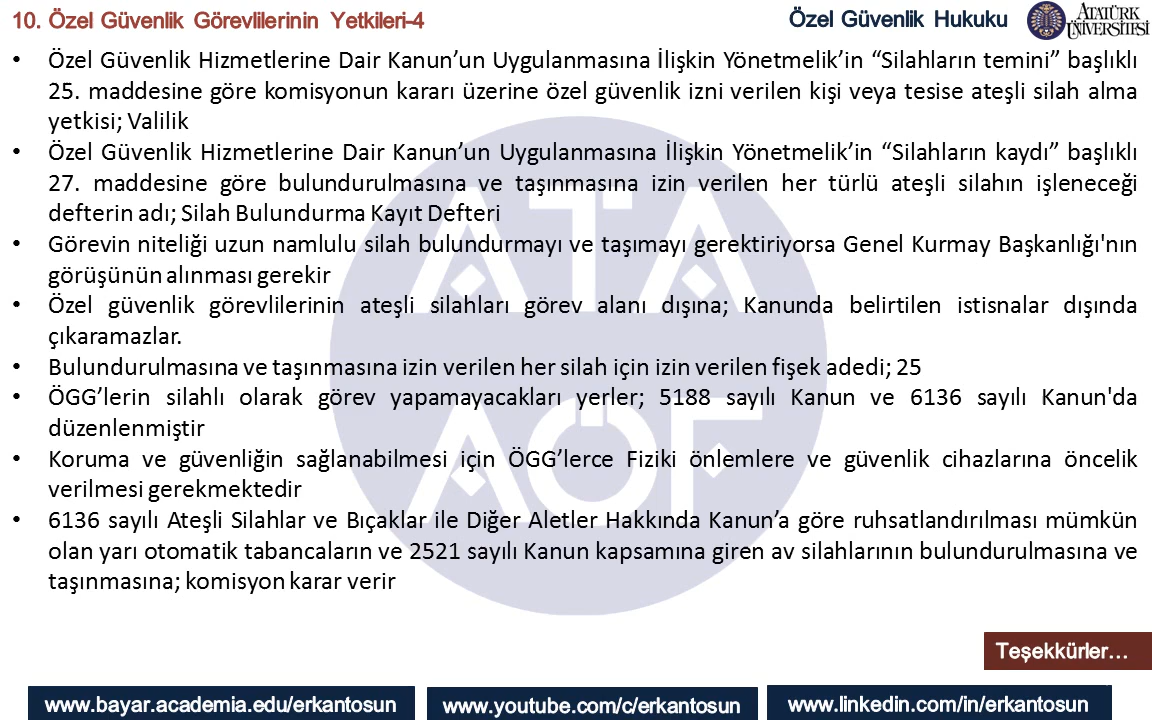 10. Özel Güvenlik Görevlilerinin Yetkileri-4
Özel Güvenlik Hukuku
ATATÜRK
ÜNİVERSİTESİ
• Özel Güvenlik Hizmetlerine Dair Kanun’un Uygulanmasına İlişkin Yönetmelik’in “Silahların temini” başlıklı
25. maddesine göre komisyonun kararı üzerine özel güvenlik izni verilen kişi veya tesise ateşli silah alma
yetkisi; Valilik
• Özel Güvenlik Hizmetlerine Dair Kanun’un Uygulanmasına İlişkin Yönetmelik’in “Silahların kaydı” başlıklı
27. maddesine göre bulundurulmasına ve taşınmasına izin verilen her türlü ateşli silahın işleneceği
defterin adı; Silah Bulundurma Kayıt Defteri
• Görevin niteliği uzun namlulu silah bulundurmayı ve taşımayı gerektiriyorsa Genel Kurmay Başkanlığı'nın
görüşünün alınması gerekir
• Özel güvenlik görevlilerinin ateşli silahları görev alanı dışına; Kanunda belirtilen istisnalar dışında
çıkaramazlar.
• Bulundurulmasına ve taşınmasına izin verilen her silah için izin verilen fişek adedi; 25
• ÖGG’lerin silahlı olarak görev yapamayacakları yerler; 5188 sayılı Kanun ve 6136 sayılı Kanun'da
düzenlenmiştir
• Koruma ve güvenliğin sağlanabilmesi için ÖGG’lerce Fiziki önlemlere ve güvenlik cihazlarına öncelik
verilmesi gerekmektedir
• 6136 sayılı Ateşli Silahlar ve Bıçaklar ile Diğer Aletler Hakkında Kanun’a göre ruhsatlandırılması mümkün
olan yarı otomatik tabancaların ve 2521 sayılı Kanun kapsamına giren av silahlarının bulundurulmasına ve
taşınmasına; komisyon karar verir
ATA
AÖF
Teşekkürler…
www.bayar.academia.edu/erkantosun
www.youtube.com/c/erkantosun
www.linkedin.com/in/erkantosun